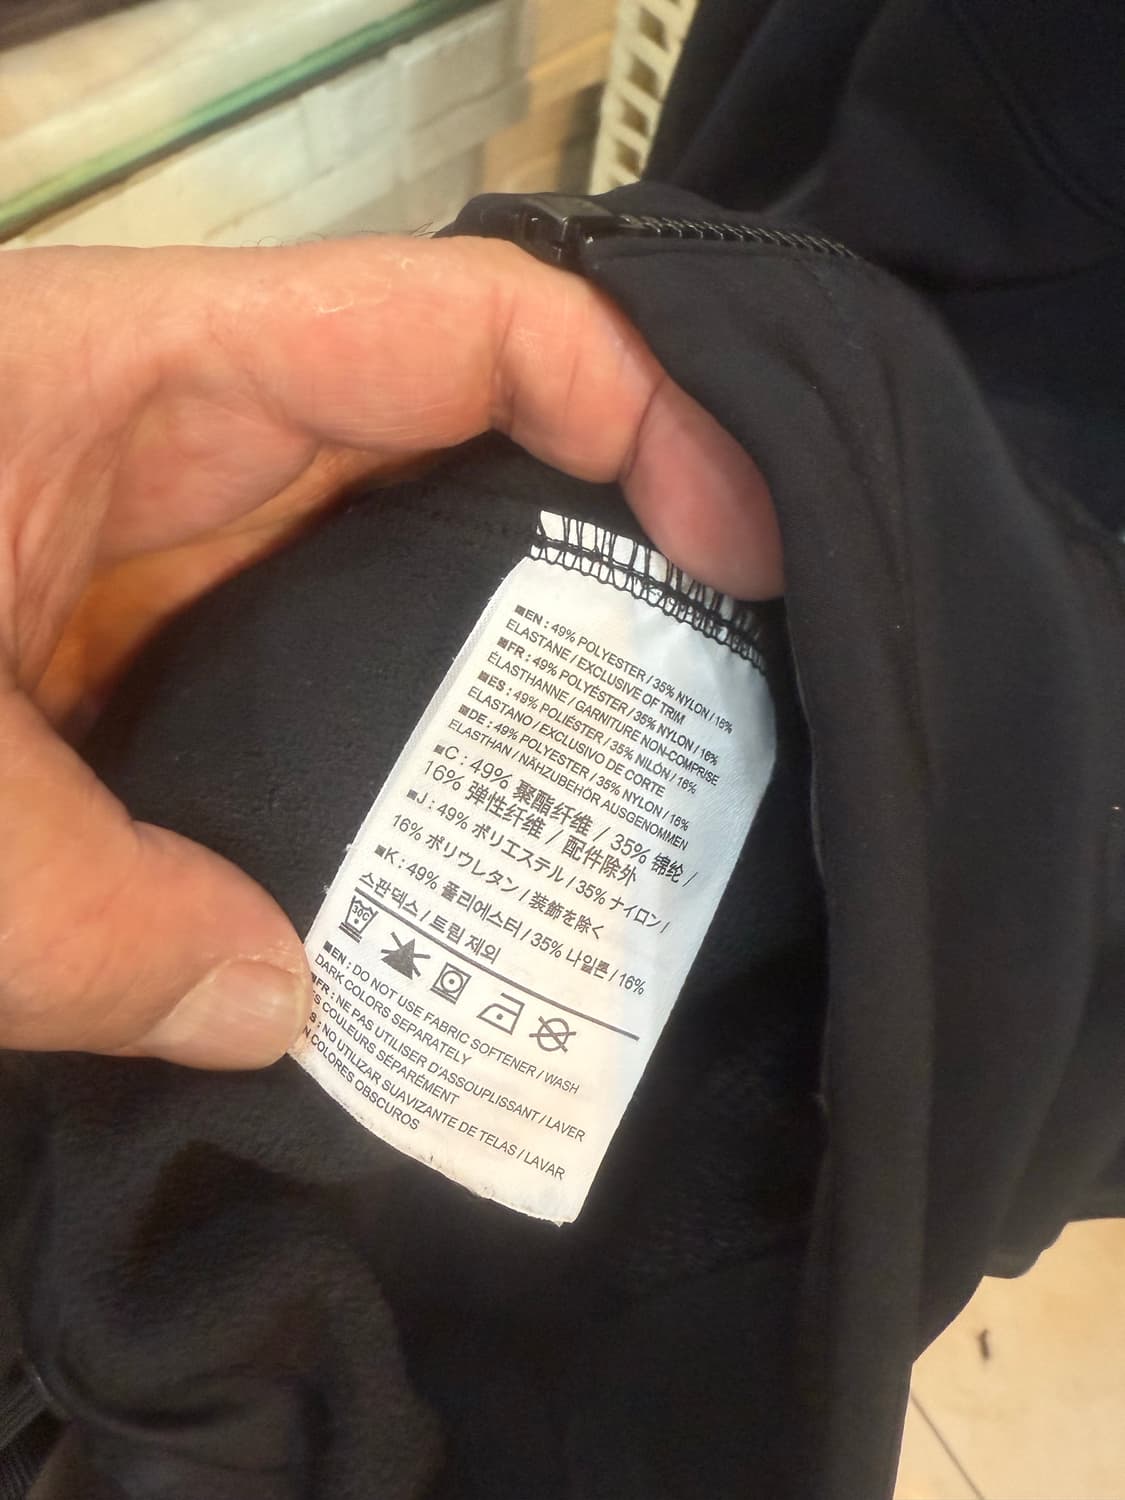 ■EN : 49% POLYESTER / 35% NYLON / 16%
ELASTANE / EXCLUSIVE OF TRIM
■FR : 49% POLYÉSTER / 35% NYLON / 16%
ÉLASTHANNE / GARNITURE NON-COMPRISE
■ES : 49% POLIÉSTER / 35% NILÓN / 16%
ELASTANO / EXCLUSIVO DE CORTE
■DE : 49% POLYESTER / 35% NYLON / 16%
ELASTHAN / NÄHZUBEHÖR AUSGENOMMEN
■C : 49% 聚酯纤维 / 35% 锦纶 /
16% 弹性纤维 / 配件除外
■J : 49% ポリエステル / 35% ナイロン /
16% ポリウレタン / 装飾を除く
■K : 49% 폴리에스터 / 35% 나일론 / 16%
스판덱스 / 트림 제외
30C
■EN : DO NOT USE FABRIC SOFTENER / WASH
DARK COLORS SEPARATELY
■FR : NE PAS UTILISER D'ASSOUPLISSANT / LAVER
ES COULEURS SÉPARÉMENT
S : NO UTILIZAR SUAVIZANTE DE TELAS / LAVAR
N COLORES OBSCUROS